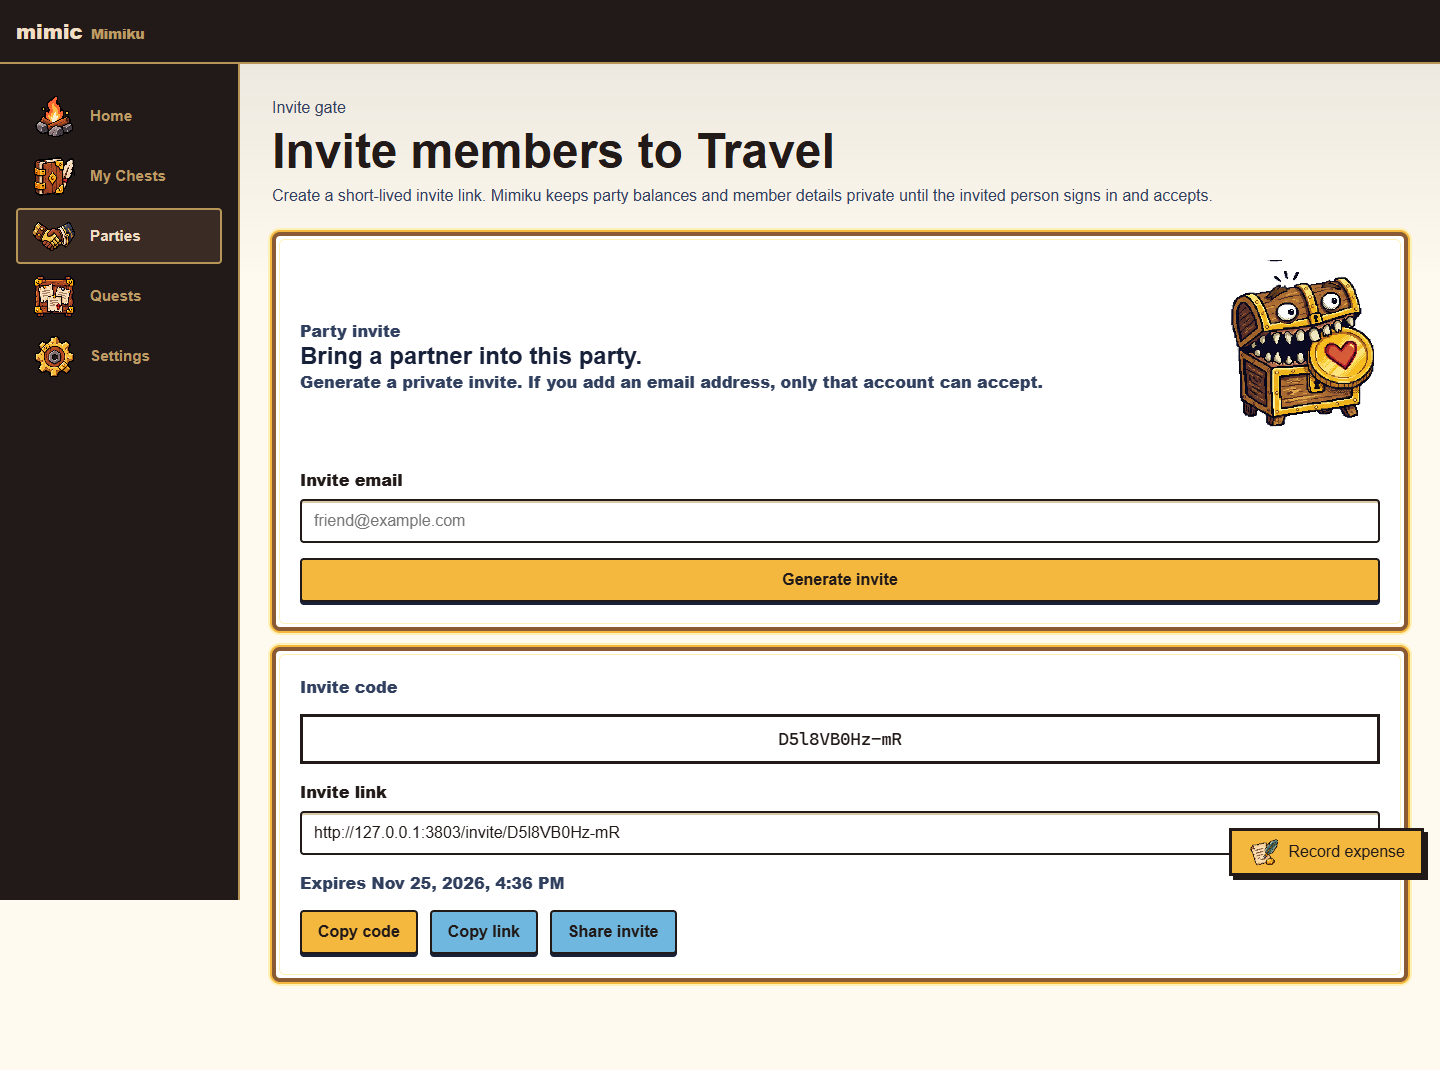 mimic Mimiku
Home
My Chests
Parties
Quests
Settings
Invite gate
Invite members to Travel
Create a short-lived invite link. Mimiku keeps party balances and member details private until the invited person signs in and accepts.
Party invite
Bring a partner into this party.
Generate a private invite. If you add an email address, only that account can accept.
Invite email
friend@example.com
Generate invite
Invite code
D5l8VB0Hz-mR
Invite link
http://127.0.0.1:3803/invite/D5l8VB0Hz-mR
Record expense
Expires Nov 25, 2026, 4:36 PM
Copy code
Copy link
Share invite